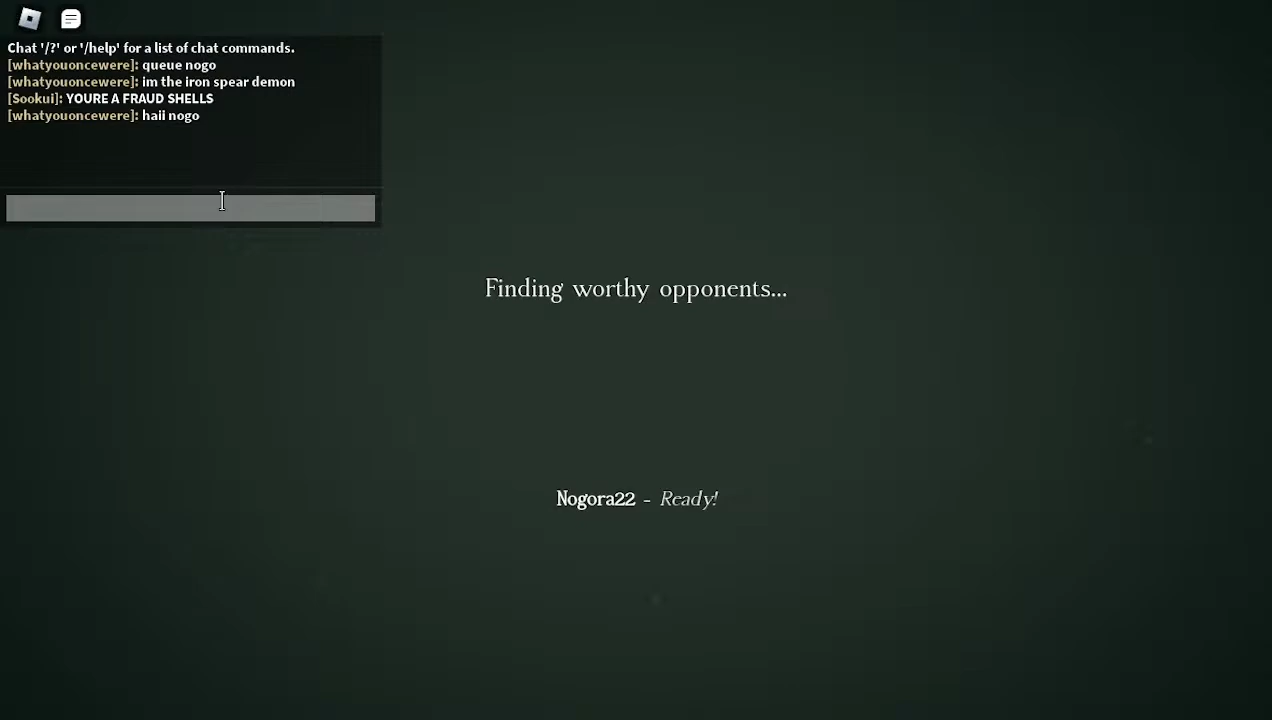 Chat '/?' or '/help' for a list of chat commands.
[whatyouoncewere]: queue nogo
[whatyouoncewere]: im the iron spear demon
[Sookui]: YOURE A FRAUD SHELLS
[whatyouoncewere]: haii nogo
Finding worthy opponents...
Nogora22 - Ready!